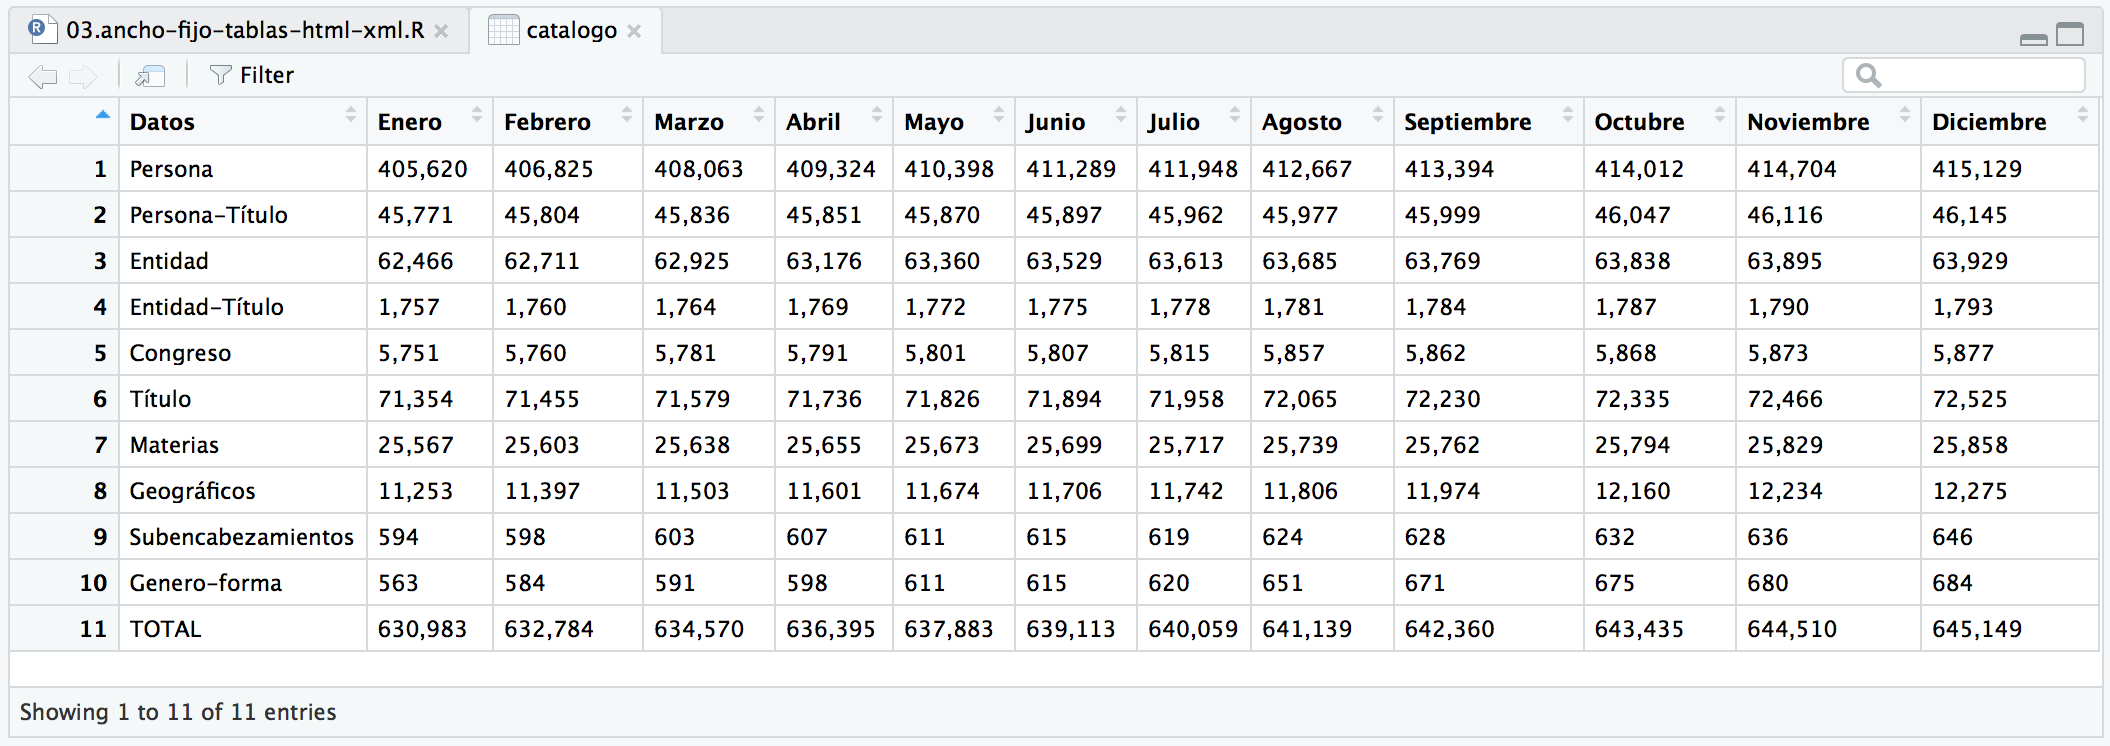 03.ancho-fijo-tablas-html-xml.R catalogo
Filter
Datos Enero Febrero Marzo Abril Mayo Junio Julio Agosto Septiembre Octubre Noviembre Diciembre
1 Persona 405,620 406,825 408,063 409,324 410,398 411,289 411,948 412,667 413,394 414,012 414,704 415,129
2 Persona-Título 45,771 45,804 45,836 45,851 45,870 45,897 45,962 45,977 45,999 46,047 46,116 46,145
3 Entidad 62,466 62,711 62,925 63,176 63,360 63,529 63,613 63,685 63,769 63,838 63,895 63,929
4 Entidad-Título 1,757 1,760 1,764 1,769 1,772 1,775 1,778 1,781 1,784 1,787 1,790 1,793
5 Congreso 5,751 5,760 5,781 5,791 5,801 5,807 5,815 5,857 5,862 5,868 5,873 5,877
6 Título 71,354 71,455 71,579 71,736 71,826 71,894 71,958 72,065 72,230 72,335 72,466 72,525
7 Materias 25,567 25,603 25,638 25,655 25,673 25,699 25,717 25,739 25,762 25,794 25,829 25,858
8 Geográficos 11,253 11,397 11,503 11,601 11,674 11,706 11,742 11,806 11,974 12,160 12,234 12,275
9 Subencabezamientos 594 598 603 607 611 615 619 624 628 632 636 646
10 Genero-forma 563 584 591 598 611 615 620 651 671 675 680 684
11 TOTAL 630,983 632,784 634,570 636,395 637,883 639,113 640,059 641,139 642,360 643,435 644,510 645,149
Showing 1 to 11 of 11 entries